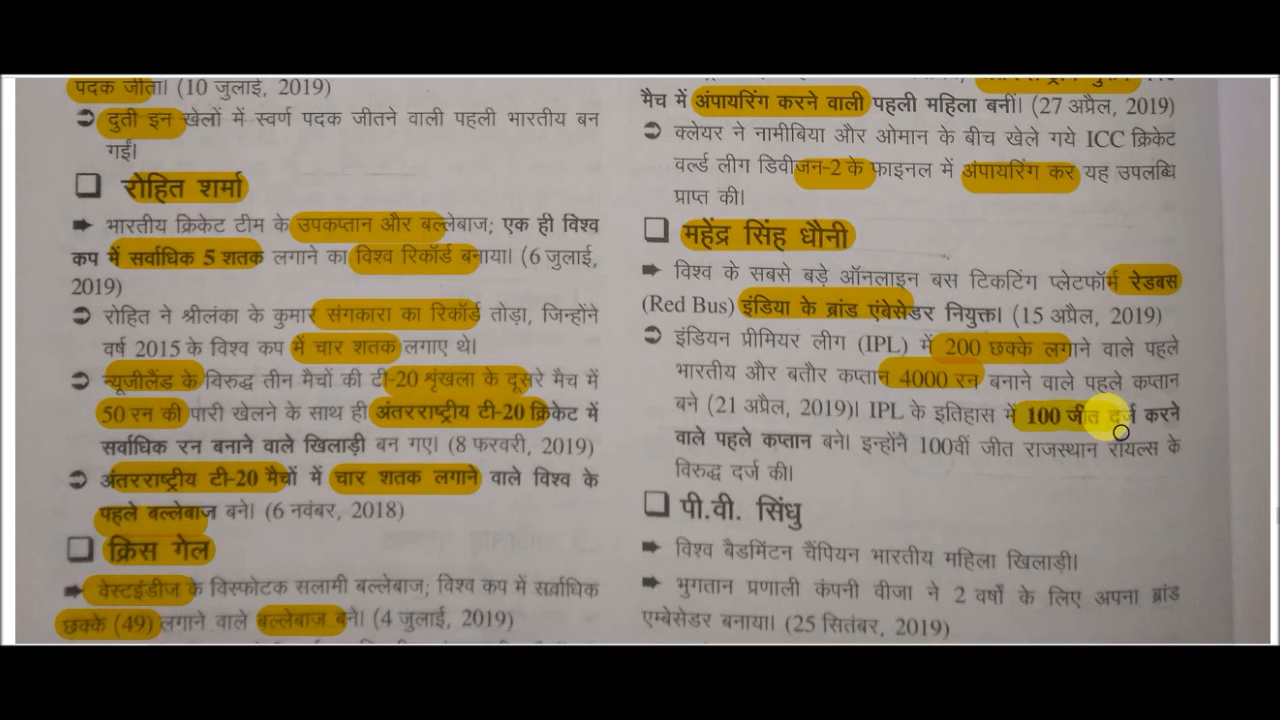 पदक जीता। (10 जुलाई, 2019)
➲ दुती इन खेलों में स्वर्ण पदक जीतने वाली पहली भारतीय बन
गईं।
❑ रोहित शर्मा
➡ भारतीय क्रिकेट टीम के उपकप्तान और बल्लेबाज; एक ही विश्व
कप में सर्वाधिक 5 शतक लगाने का विश्व रिकॉर्ड बनाया। (6 जुलाई,
2019)
➲ रोहित ने श्रीलंका के कुमार संगकारा का रिकॉर्ड तोड़ा, जिन्होंने
वर्ष 2015 के विश्व कप में चार शतक लगाए थे।
➲ न्यूजीलैंड के विरुद्ध तीन मैचों की टी-20 शृंखला के दूसरे मैच में
50 रन की पारी खेलने के साथ ही अंतरराष्ट्रीय टी-20 क्रिकेट में
सर्वाधिक रन बनाने वाले खिलाड़ी बन गए। (8 फरवरी, 2019)
➲ अंतरराष्ट्रीय टी-20 मैचों में चार शतक लगाने वाले विश्व के
पहले बल्लेबाज बने। (6 नवंबर, 2018)
❑ क्रिस गेल
➡ वेस्टइंडीज के विस्फोटक सलामी बल्लेबाज; विश्व कप में सर्वाधिक
छक्के (49) लगाने वाले बल्लेबाज बने। (4 जुलाई, 2019)
मैच में अंपायरिंग करने वाली पहली महिला बनीं। (27 अप्रैल, 2019)
➲ क्लेयर ने नामीबिया और ओमान के बीच खेले गये ICC क्रिकेट
वर्ल्ड लीग डिवीजन-2 के फाइनल में अंपायरिंग कर यह उपलब्धि
प्राप्त की।
❑ महेंद्र सिंह धौनी
➡ विश्व के सबसे बड़े ऑनलाइन बस टिकटिंग प्लेटफॉर्म रेडबस
(Red Bus) इंडिया के ब्रांड एंबेसेडर नियुक्त। (15 अप्रैल, 2019)
➲ इंडियन प्रीमियर लीग (IPL) में 200 छक्के लगाने वाले पहले
भारतीय और बतौर कप्तान 4000 रन बनाने वाले पहले कप्तान
बने (21 अप्रैल, 2019)। IPL के इतिहास में 100 जीत दर्ज करने
वाले पहले कप्तान बने। इन्होंने 100वीं जीत राजस्थान रॉयल्स के
विरुद्ध दर्ज की।
❑ पी.वी. सिंधु
➡ विश्व बैडमिंटन चैंपियन भारतीय महिला खिलाड़ी।
➡ भुगतान प्रणाली कंपनी वीजा ने 2 वर्षों के लिए अपना ब्रांड
एम्बेसेडर बनाया। (25 सितंबर, 2019)